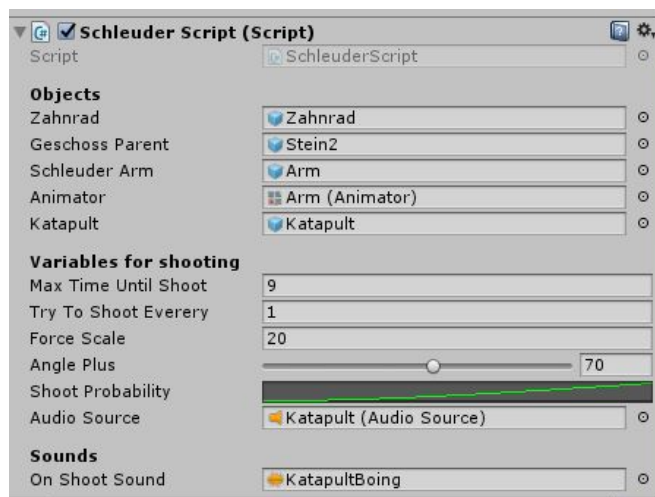 Schleuder Script (Script)
Script SchleuderScript
Objects
Zahnrad Zahnrad
Geschoss Parent Stein2
Schleuder Arm Arm
Animator Arm (Animator)
Katapult Katapult
Variables for shooting
Max Time Until Shoot 9
Try To Shoot Everery 1
Force Scale 20
Angle Plus 70
Shoot Probability
Audio Source Katapult (Audio Source)
Sounds
On Shoot Sound KatapultBoing